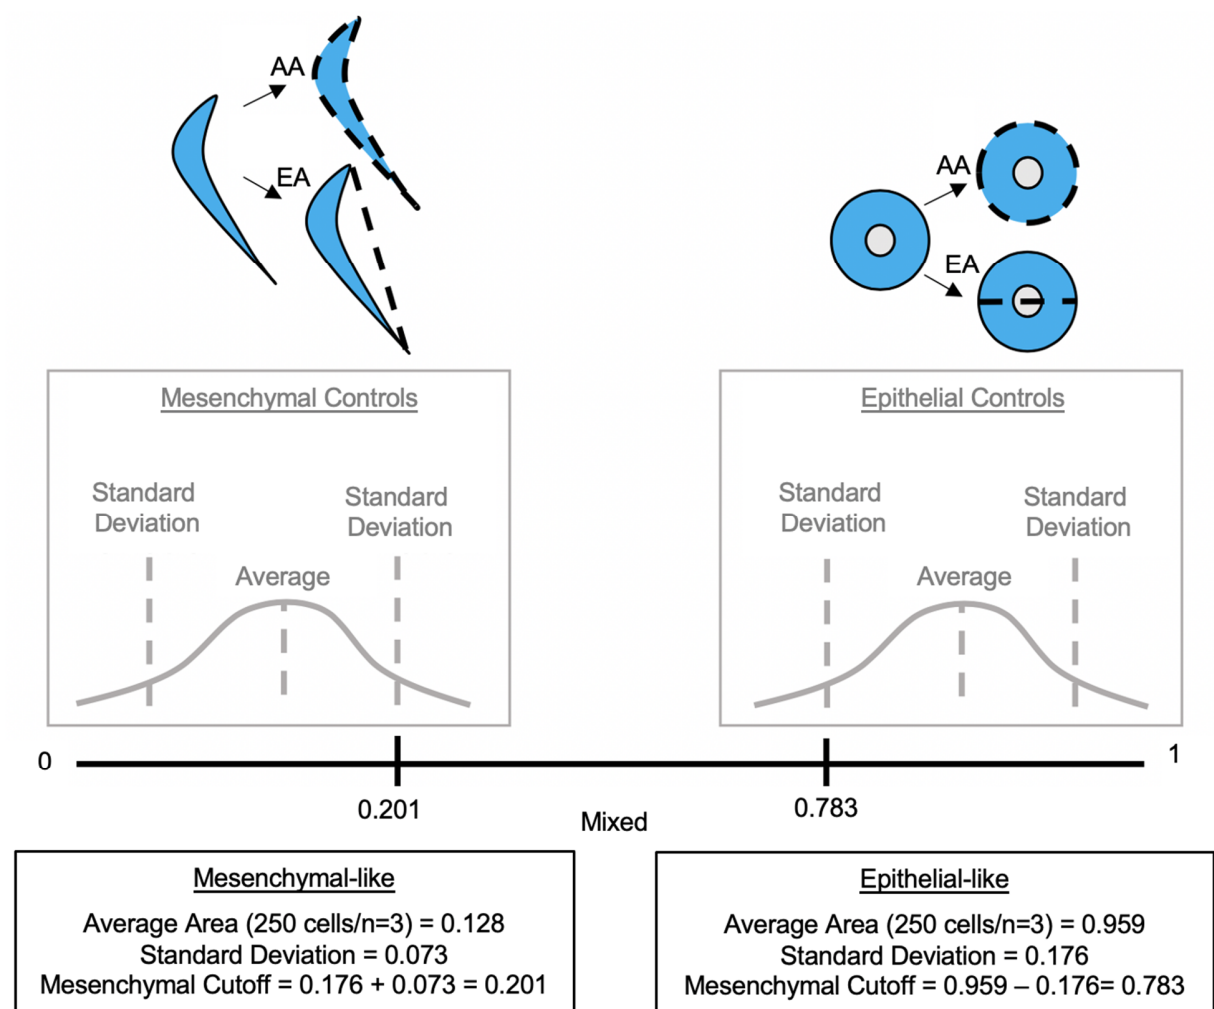 AA
EA
AA
EA
Mesenchymal Controls
Standard
Deviation
Standard
Deviation
Average
Epithelial Controls
Standard
Deviation
Standard
Deviation
Average
0
1
0.201
Mixed
0.783
Mesenchymal-like
Average Area (250 cells/n=3) = 0.128
Standard Deviation = 0.073
Mesenchymal Cutoff = 0.176 + 0.073 = 0.201
Epithelial-like
Average Area (250 cells/n=3) = 0.959
Standard Deviation = 0.176
Mesenchymal Cutoff = 0.959 – 0.176= 0.783